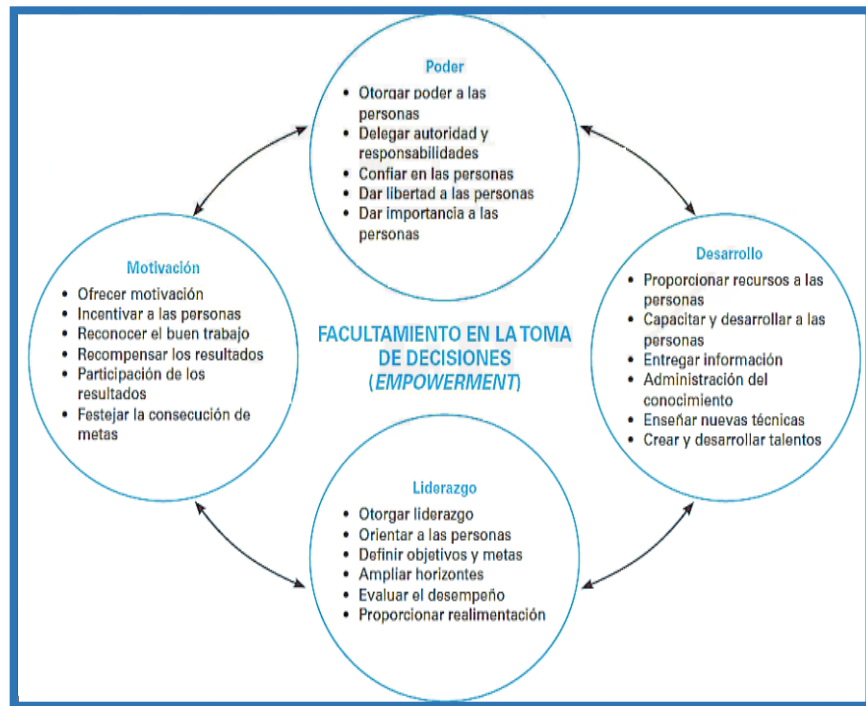 Poder
• Otorgar poder a las
personas
• Delegar autoridad y
responsabilidades
• Confiar en las personas
• Dar libertad a las personas
• Dar importancia a las
personas
Motivación
• Ofrecer motivación
• Incentivar a las personas
• Reconocer el buen trabajo
• Recompensar los resultados
• Participación de los
resultados
• Festejar la consecución de
metas
FACULTAMIENTO EN LA TOMA
DE DECISIONES
(EMPOWERMENT)
Desarrollo
• Proporcionar recursos a las
personas
• Capacitar y desarrollar a las
personas
• Entregar información
• Administración del
conocimiento
• Enseñar nuevas técnicas
• Crear y desarrollar talentos
Liderazgo
• Otorgar liderazgo
• Orientar a las personas
• Definir objetivos y metas
• Ampliar horizontes
• Evaluar el desempeño
• Proporcionar realimentación